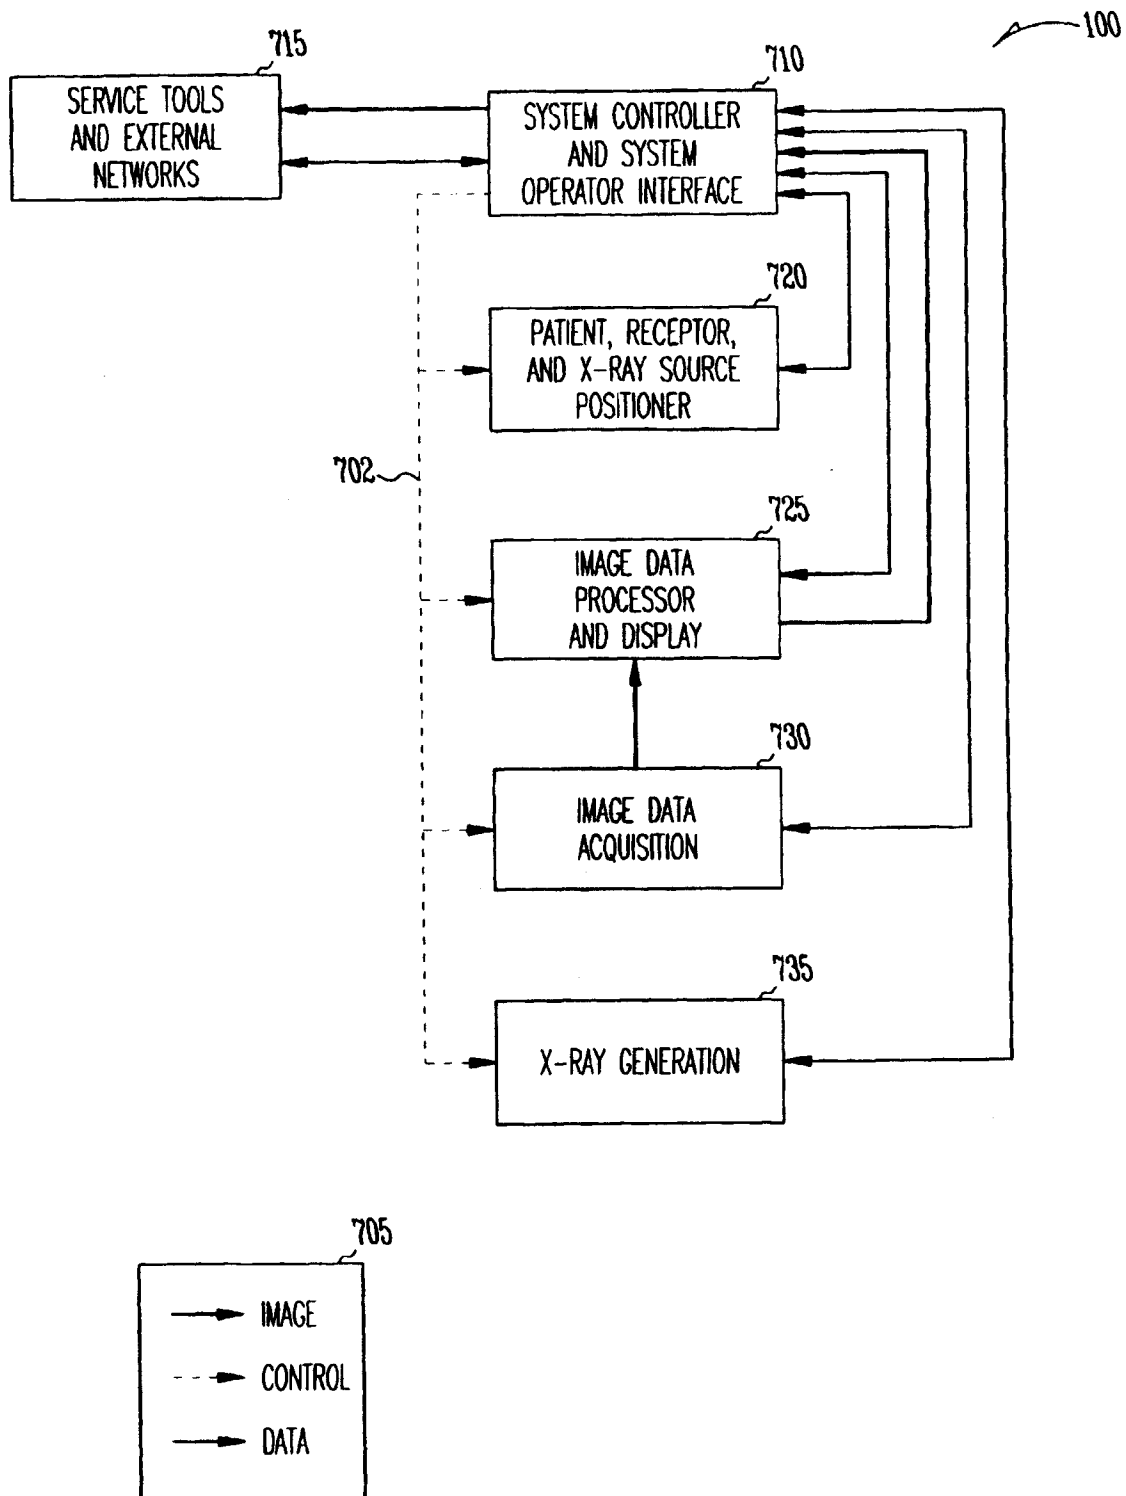 100
715
SERVICE TOOLS
AND EXTERNAL
NETWORKS
710
SYSTEM CONTROLLER
AND SYSTEM
OPERATOR INTERFACE
720
PATIENT, RECEPTOR,
AND X-RAY SOURCE
POSITIONER
702
725
IMAGE DATA
PROCESSOR
AND DISPLAY
730
IMAGE DATA
ACQUISITION
735
X-RAY GENERATION
705
IMAGE
CONTROL
DATA